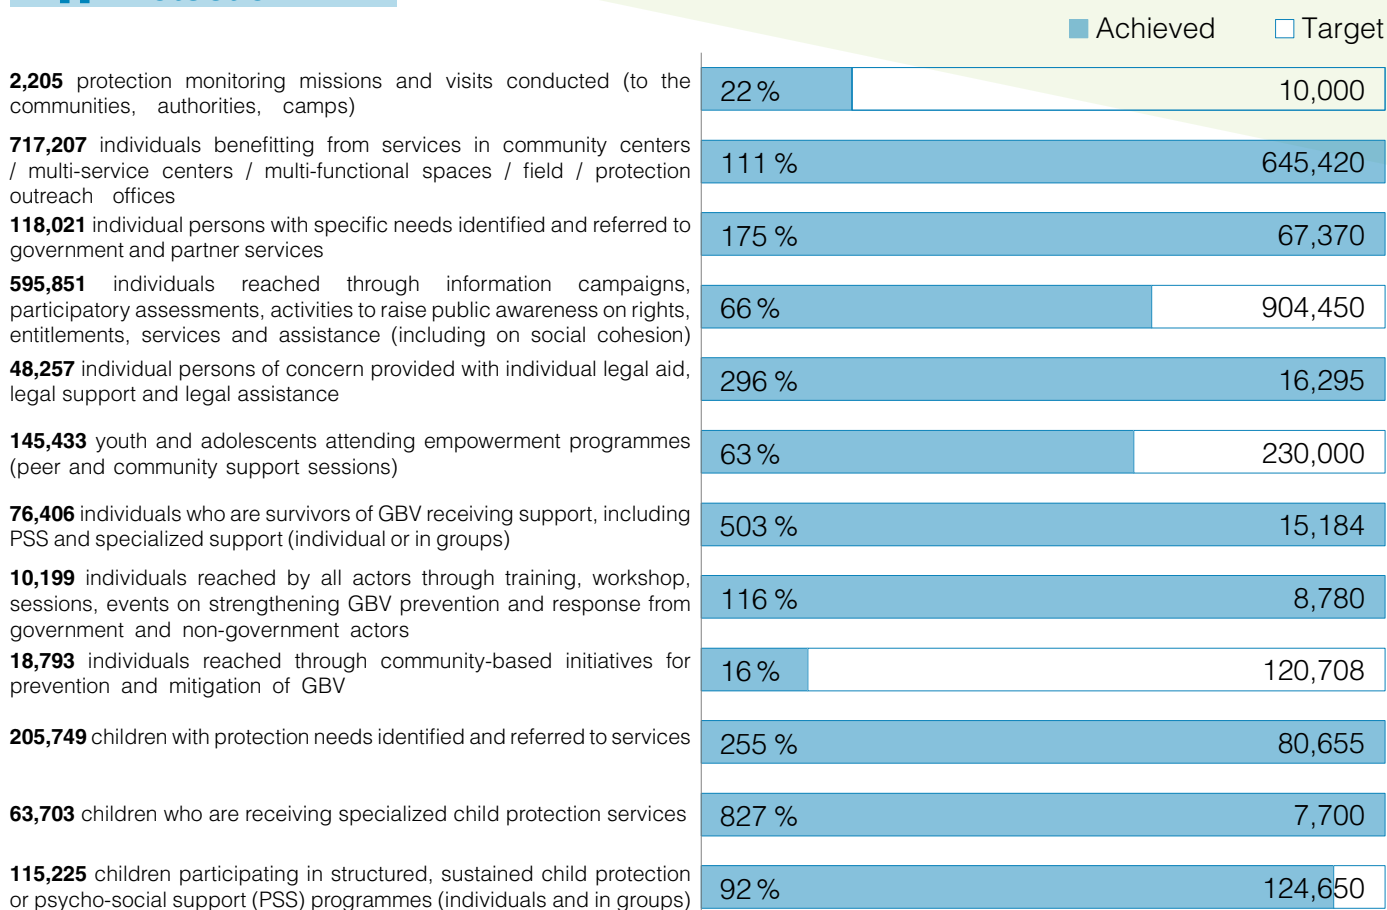 Achieved Target
2,205 protection monitoring missions and visits conducted (to the
communities, authorities, camps)
22 % 10,000
717,207 individuals benefitting from services in community centers
/ multi-service centers / multi-functional spaces / field / protection
outreach offices
111 % 645,420
118,021 individual persons with specific needs identified and referred to
government and partner services
175 % 67,370
595,851 individuals reached through information campaigns,
participatory assessments, activities to raise public awareness on rights,
entitlements, services and assistance (including on social cohesion)
66 % 904,450
48,257 individual persons of concern provided with individual legal aid,
legal support and legal assistance
296 % 16,295
145,433 youth and adolescents attending empowerment programmes
(peer and community support sessions)
63 % 230,000
76,406 individuals who are survivors of GBV receiving support, including
PSS and specialized support (individual or in groups)
503 % 15,184
10,199 individuals reached by all actors through training, workshop,
sessions, events on strengthening GBV prevention and response from
government and non-government actors
116 % 8,780
18,793 individuals reached through community-based initiatives for
prevention and mitigation of GBV
16 % 120,708
205,749 children with protection needs identified and referred to services
255 % 80,655
63,703 children who are receiving specialized child protection services
827 % 7,700
115,225 children participating in structured, sustained child protection
or psycho-social support (PSS) programmes (individuals and in groups)
92 % 124,650